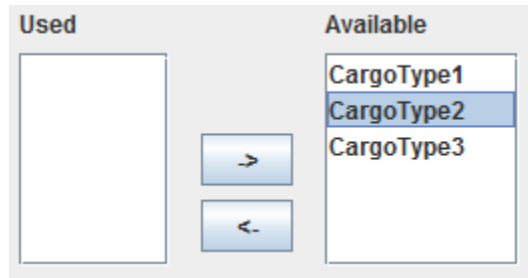 Used
Available
CargoType1
CargoType2
CargoType3
->
<-